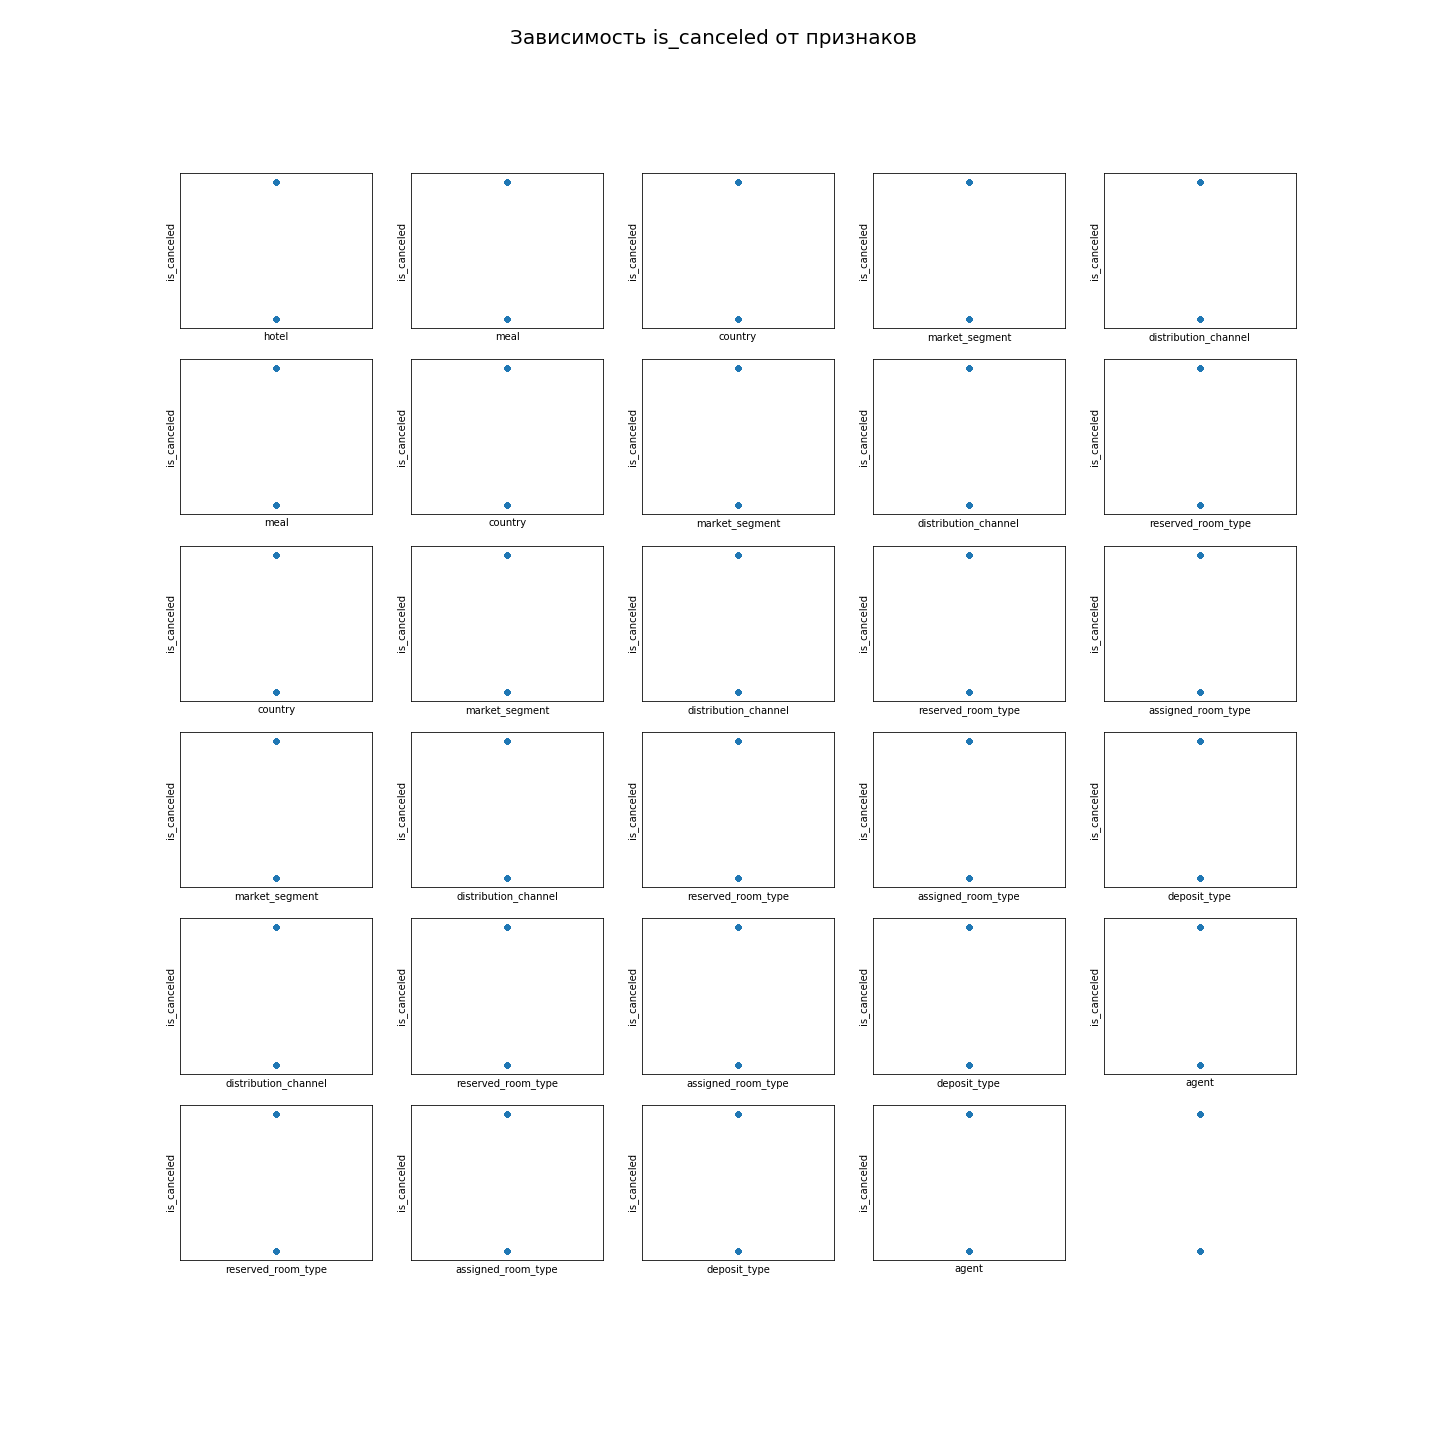 Зависимость is_canceled от признаков
is_canceled is_canceled is_canceled is_canceled is_canceled
hotel meal country market_segment distribution_channel
is_canceled is_canceled is_canceled is_canceled is_canceled
meal country market_segment distribution_channel reserved_room_type
is_canceled is_canceled is_canceled is_canceled is_canceled
country market_segment distribution_channel reserved_room_type assigned_room_type
is_canceled is_canceled is_canceled is_canceled is_canceled
market_segment distribution_channel reserved_room_type assigned_room_type deposit_type
is_canceled is_canceled is_canceled is_canceled is_canceled
distribution_channel reserved_room_type assigned_room_type deposit_type agent
is_canceled is_canceled is_canceled is_canceled
reserved_room_type assigned_room_type deposit_type agent